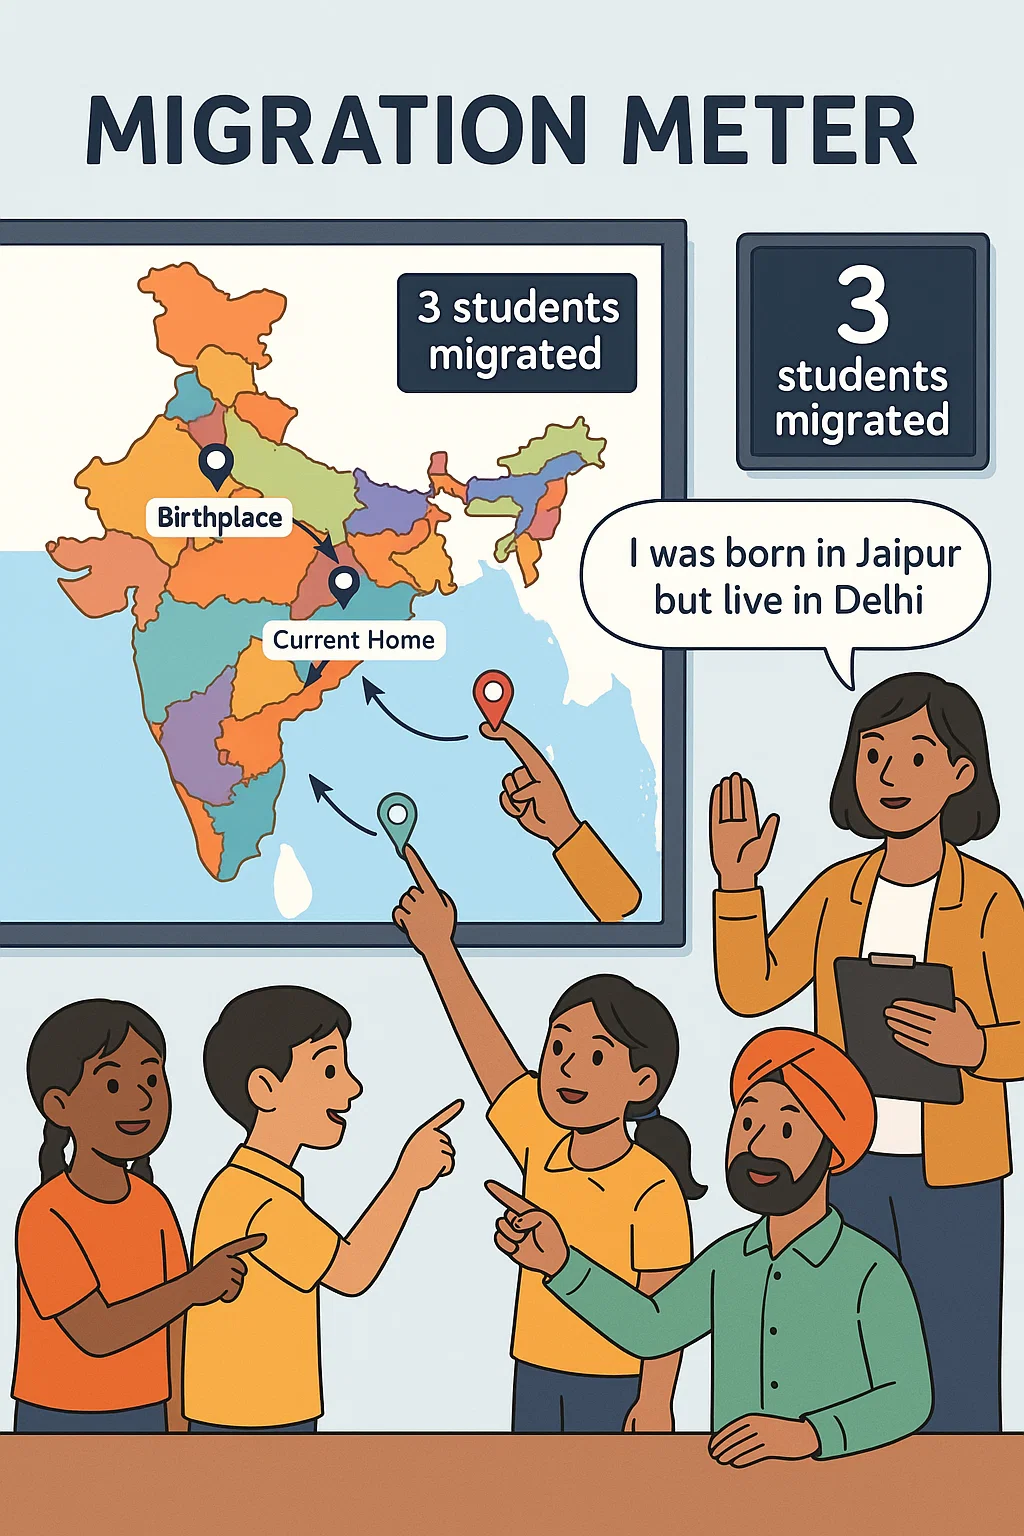 MIGRATION METER
3 students
migrated
3
students
migrated
Birthplace
I was born in Jaipur
but live in Delhi
Current Home